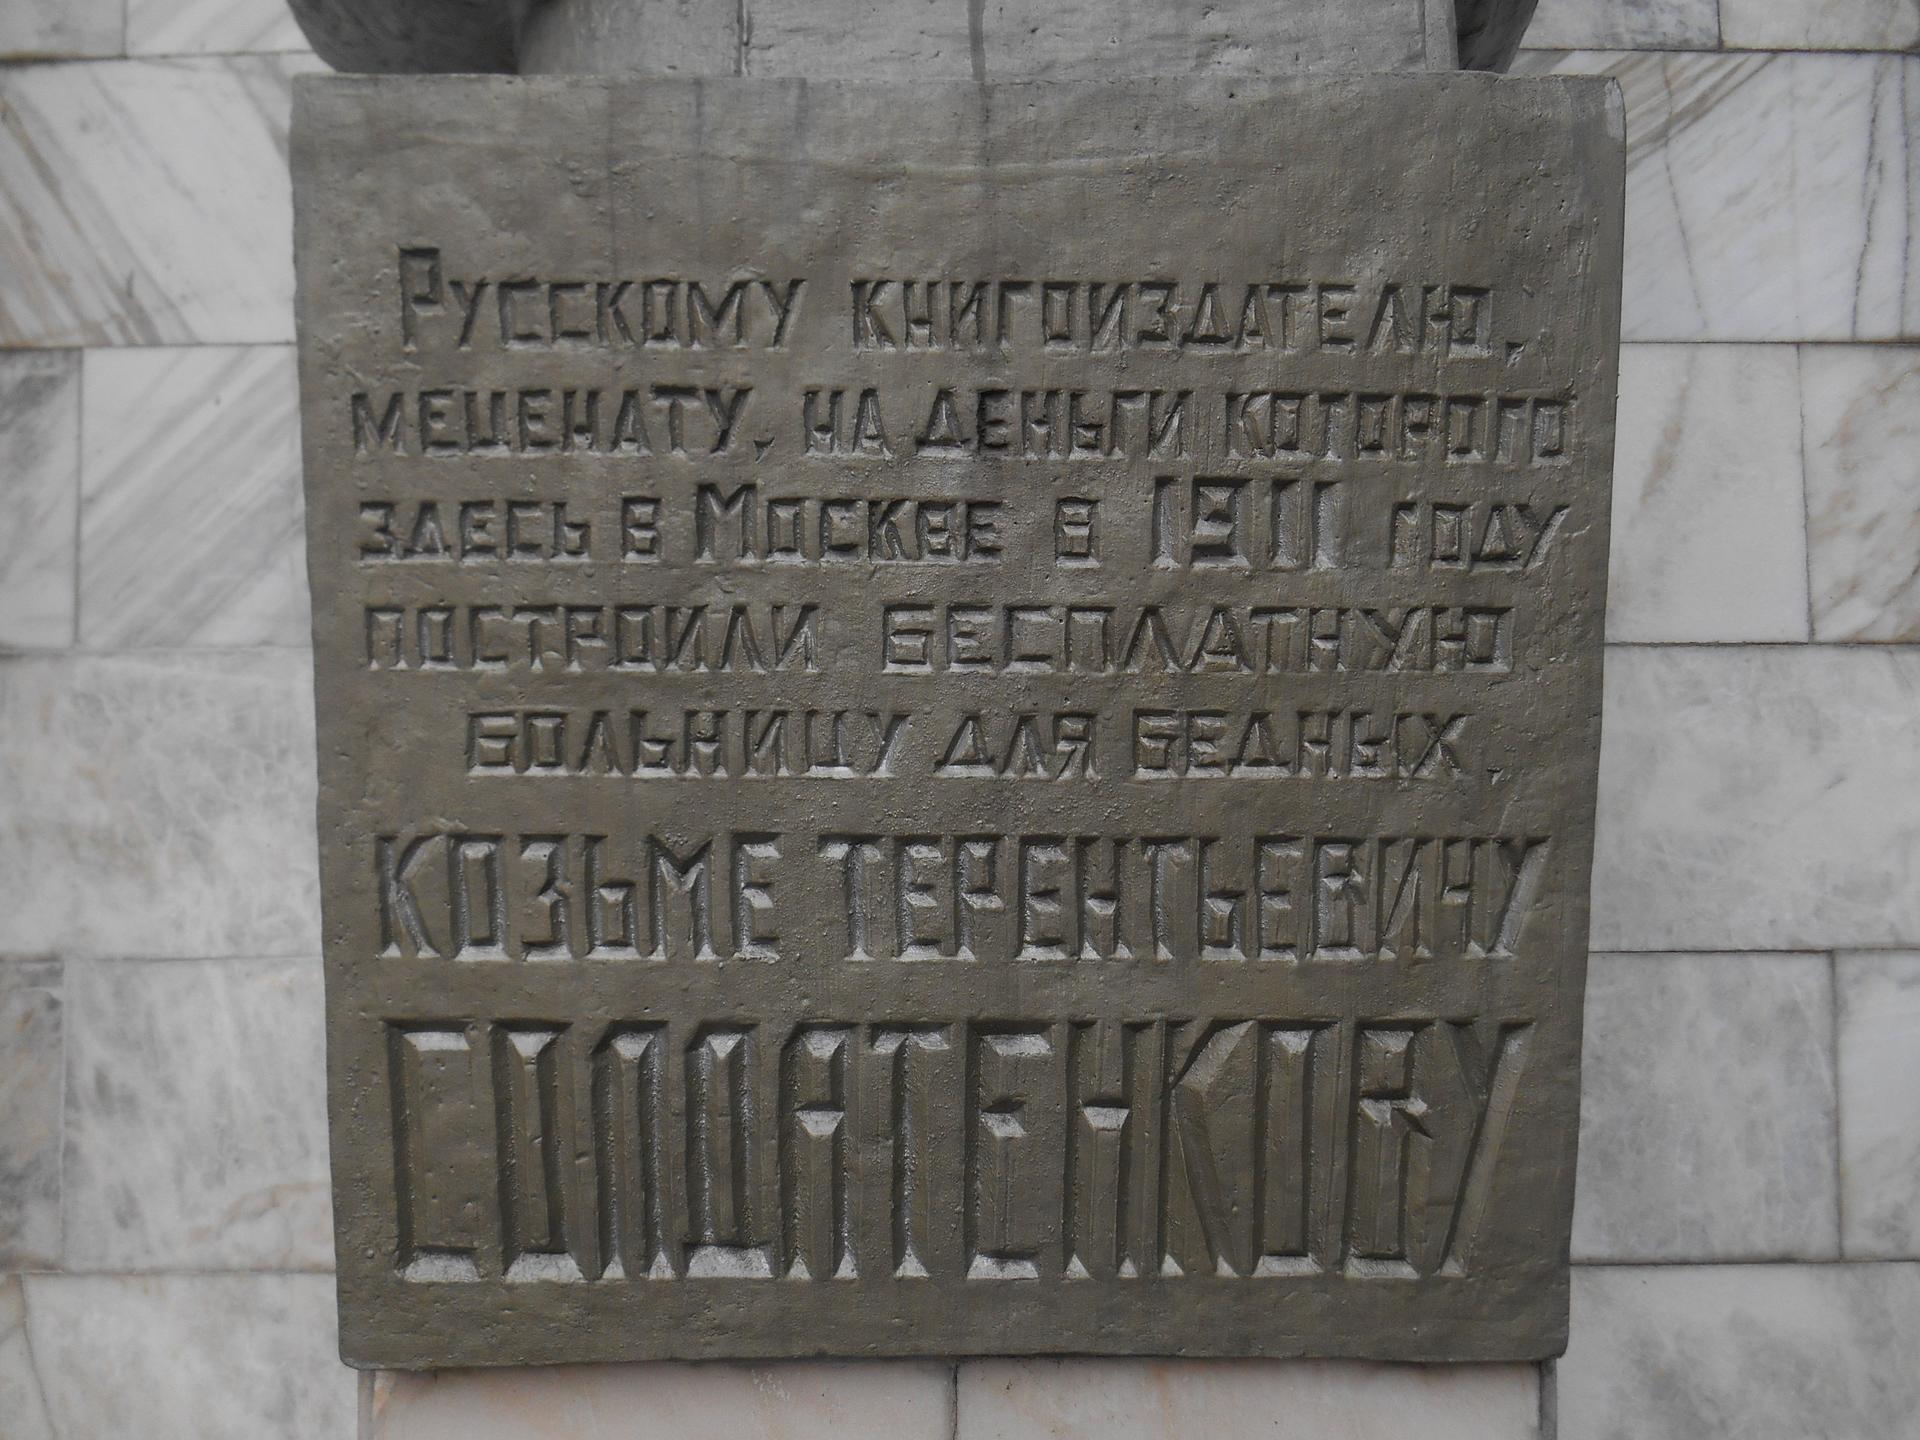 Русскому книгоиздателю,
меценату, на деньги которого
здесь в Москве в 1911 году
построили бесплатную
больницу для бедных,
КОЗЬМЕ ТЕРЕНТЬЕВИЧУ
СОЛДАТЕНКОВУ